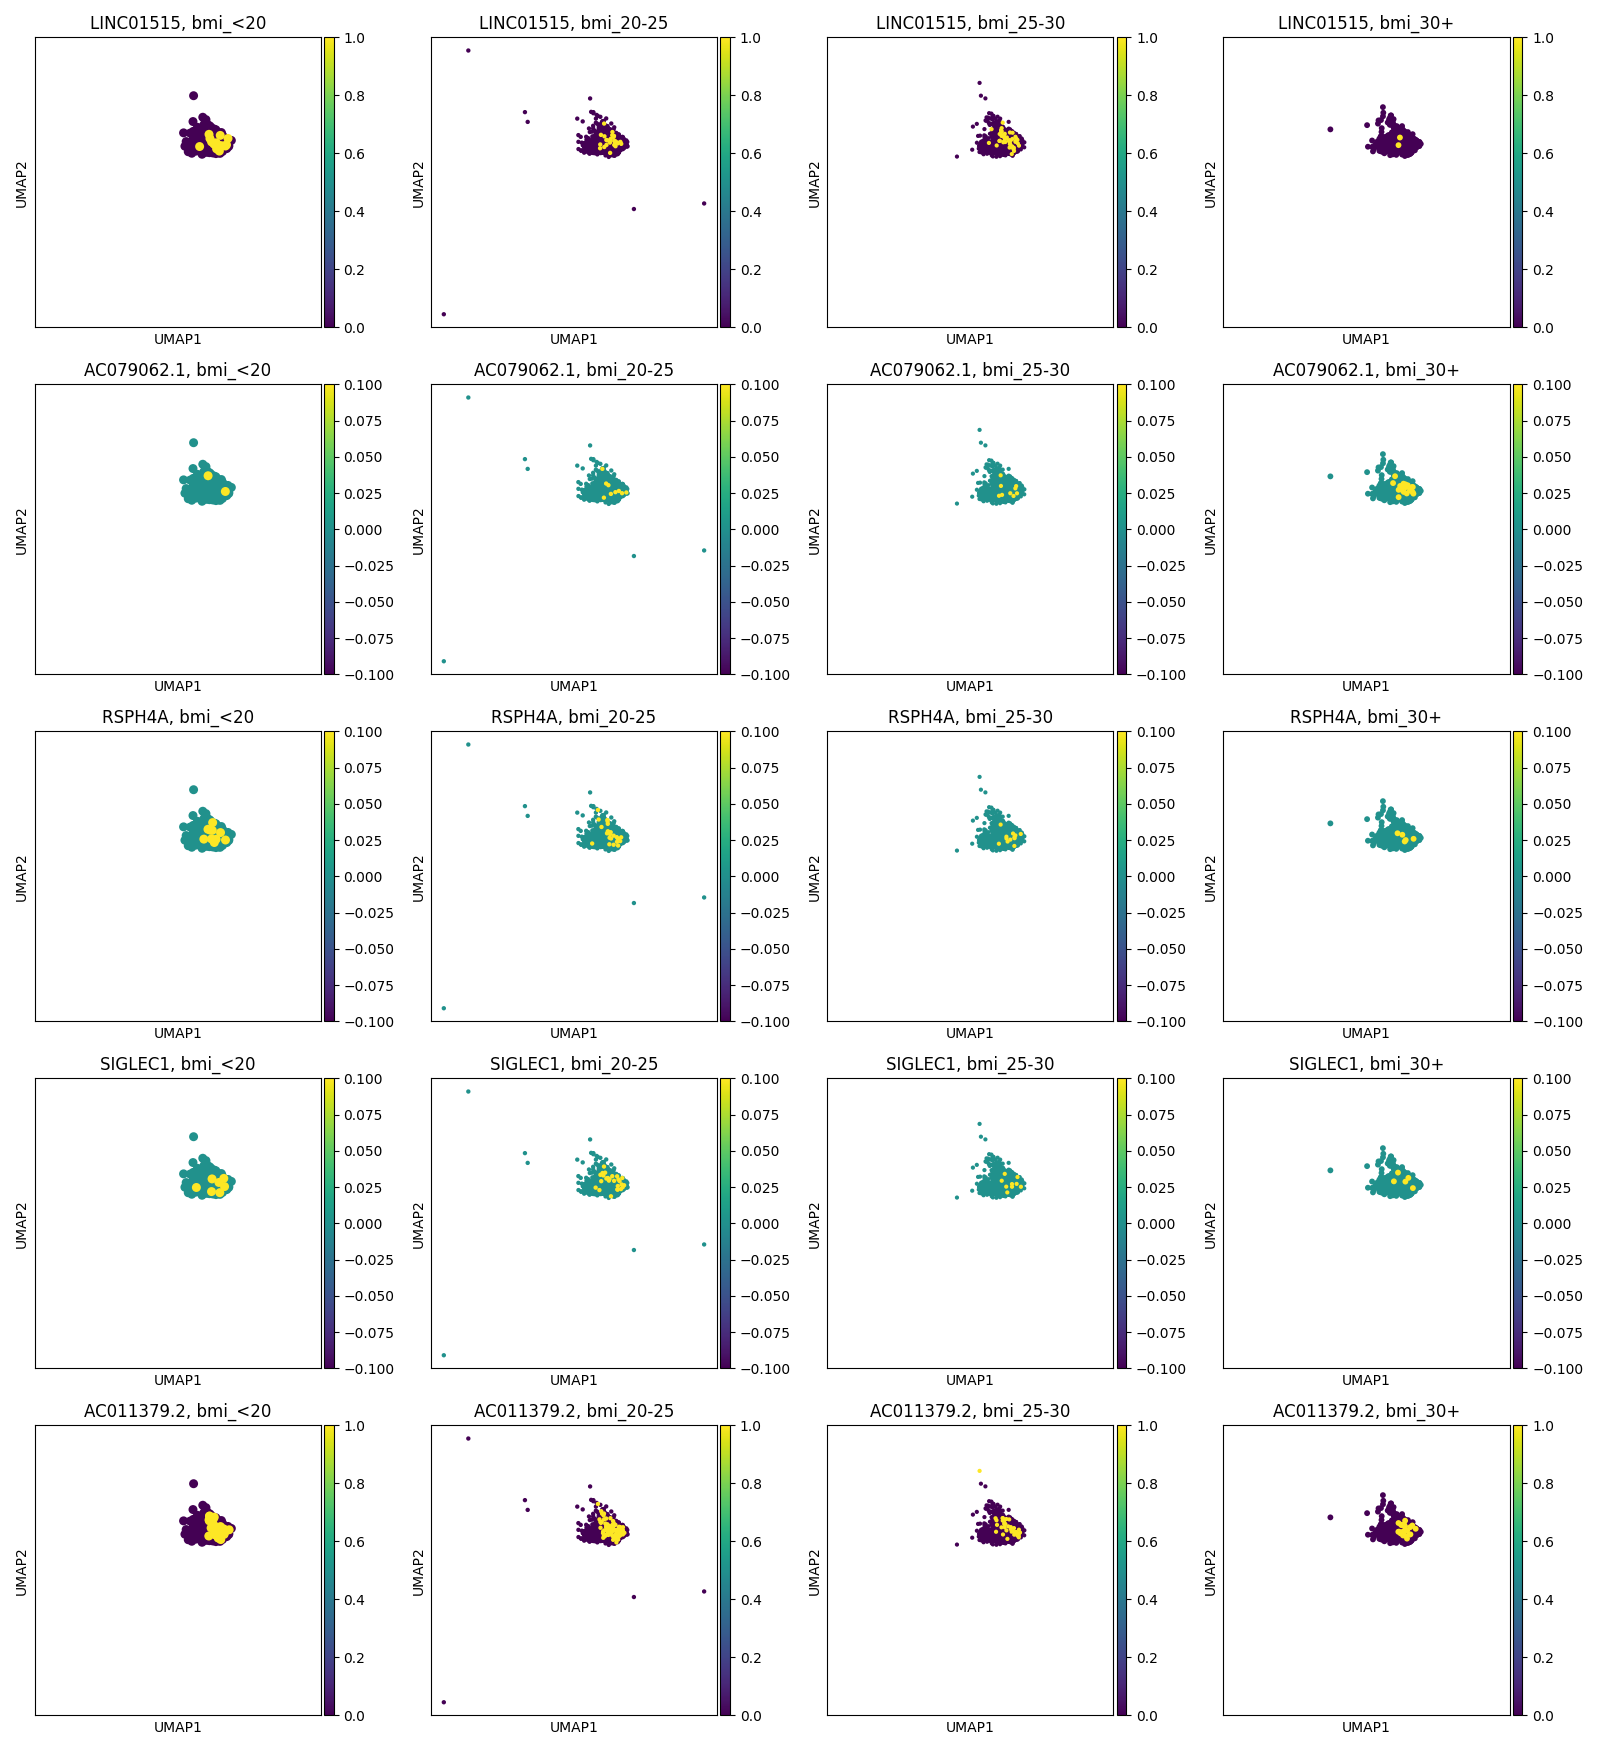 LINC01515, bmi_<20 LINC01515, bmi_20-25 LINC01515, bmi_25-30 LINC01515, bmi_30+
1.0 1.0 1.0 1.0
0.8 0.8 0.8 0.8
0.6 0.6 0.6 0.6
UMAP2 UMAP2 UMAP2 UMAP2
0.4 0.4 0.4 0.4
0.2 0.2 0.2 0.2
0.0 0.0 0.0 0.0
UMAP1 UMAP1 UMAP1 UMAP1
AC079062.1, bmi_<20 AC079062.1, bmi_20-25 AC079062.1, bmi_25-30 AC079062.1, bmi_30+
0.100 0.100 0.100 0.100
0.075 0.075 0.075 0.075
0.050 0.050 0.050 0.050
0.025 0.025 0.025 0.025
0.000 0.000 0.000 0.000
UMAP2 UMAP2 UMAP2 UMAP2
−0.025 −0.025 −0.025 −0.025
−0.050 −0.050 −0.050 −0.050
−0.075 −0.075 −0.075 −0.075
−0.100 −0.100 −0.100 −0.100
UMAP1 UMAP1 UMAP1 UMAP1
RSPH4A, bmi_<20 RSPH4A, bmi_20-25 RSPH4A, bmi_25-30 RSPH4A, bmi_30+
0.100 0.100 0.100 0.100
0.075 0.075 0.075 0.075
0.050 0.050 0.050 0.050
0.025 0.025 0.025 0.025
0.000 0.000 0.000 0.000
UMAP2 UMAP2 UMAP2 UMAP2
−0.025 −0.025 −0.025 −0.025
−0.050 −0.050 −0.050 −0.050
−0.075 −0.075 −0.075 −0.075
−0.100 −0.100 −0.100 −0.100
UMAP1 UMAP1 UMAP1 UMAP1
SIGLEC1, bmi_<20 SIGLEC1, bmi_20-25 SIGLEC1, bmi_25-30 SIGLEC1, bmi_30+
0.100 0.100 0.100 0.100
0.075 0.075 0.075 0.075
0.050 0.050 0.050 0.050
0.025 0.025 0.025 0.025
0.000 0.000 0.000 0.000
UMAP2 UMAP2 UMAP2 UMAP2
−0.025 −0.025 −0.025 −0.025
−0.050 −0.050 −0.050 −0.050
−0.075 −0.075 −0.075 −0.075
−0.100 −0.100 −0.100 −0.100
UMAP1 UMAP1 UMAP1 UMAP1
AC011379.2, bmi_<20 AC011379.2, bmi_20-25 AC011379.2, bmi_25-30 AC011379.2, bmi_30+
1.0 1.0 1.0 1.0
0.8 0.8 0.8 0.8
0.6 0.6 0.6 0.6
UMAP2 UMAP2 UMAP2 UMAP2
0.4 0.4 0.4 0.4
0.2 0.2 0.2 0.2
0.0 0.0 0.0 0.0
UMAP1 UMAP1 UMAP1 UMAP1